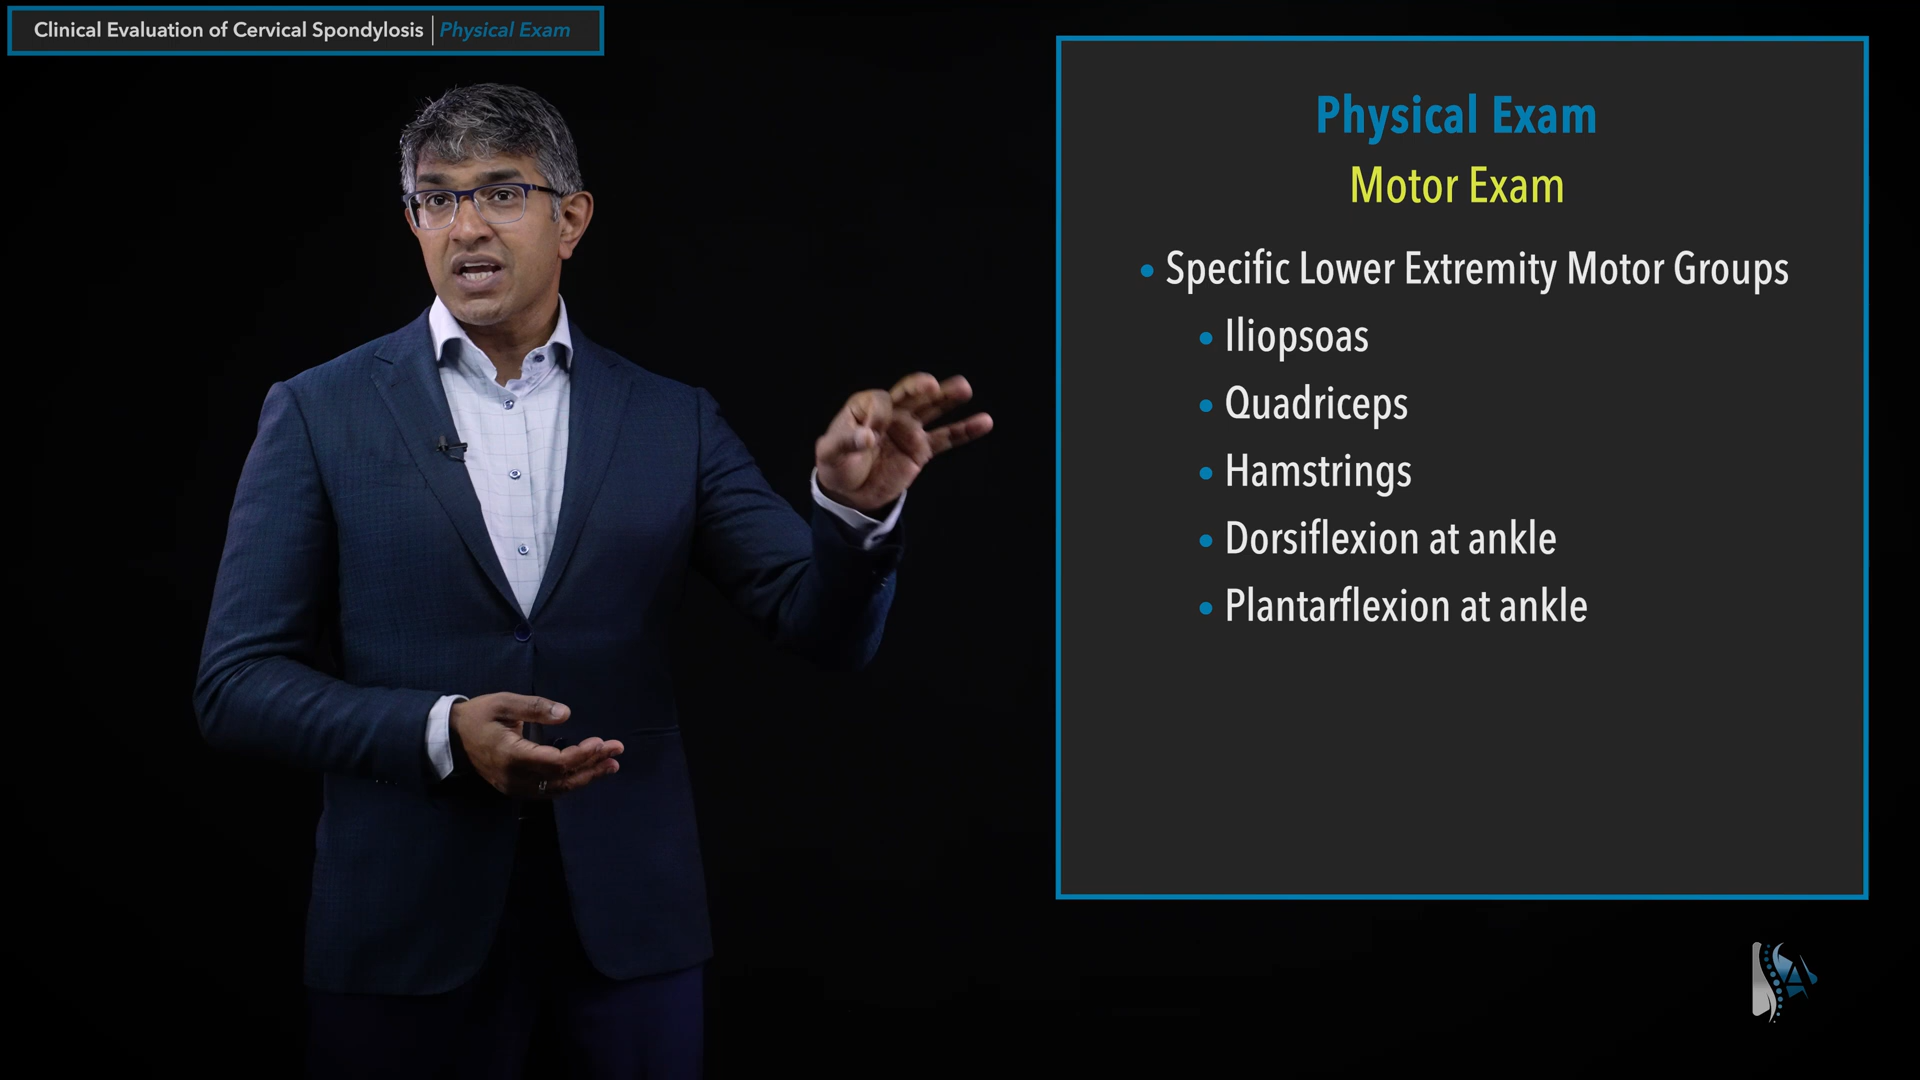 Clinical Evaluation of Cervical Spondylosis | Physical Exam
Physical Exam
Motor Exam
• Specific Lower Extremity Motor Groups
• Iliopsoas
• Quadriceps
• Hamstrings
• Dorsiflexion at ankle
• Plantarflexion at ankle